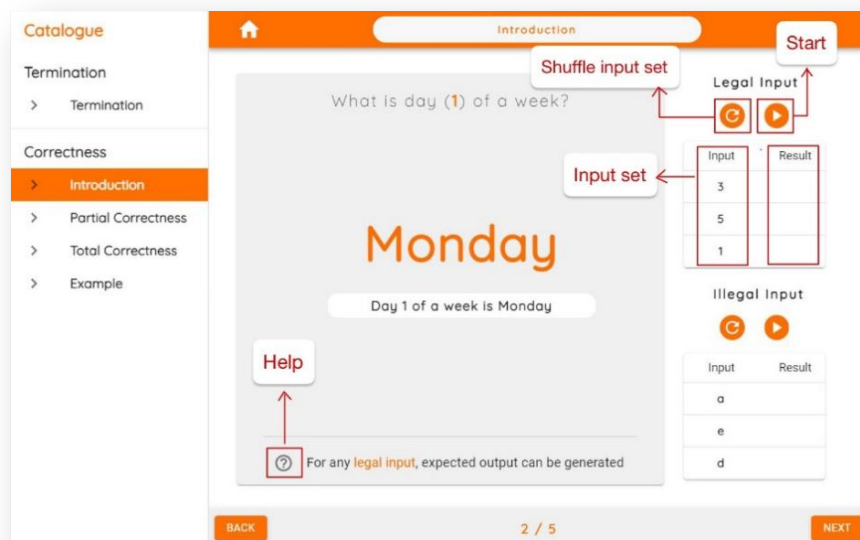 Catalogue
Termination
Termination
Correctness
Introduction
Partial Correctness
Total Correctness
Example
Introduction
Start
Shuffle input set
Legal Input
What is day (1) of a week?
Input Result
Input set
3
5
1
Monday
Day 1 of a week is Monday
Illegal Input
Help
Input Result
a
e
d
For any legal input, expected output can be generated
BACK
2 / 5
NEXT